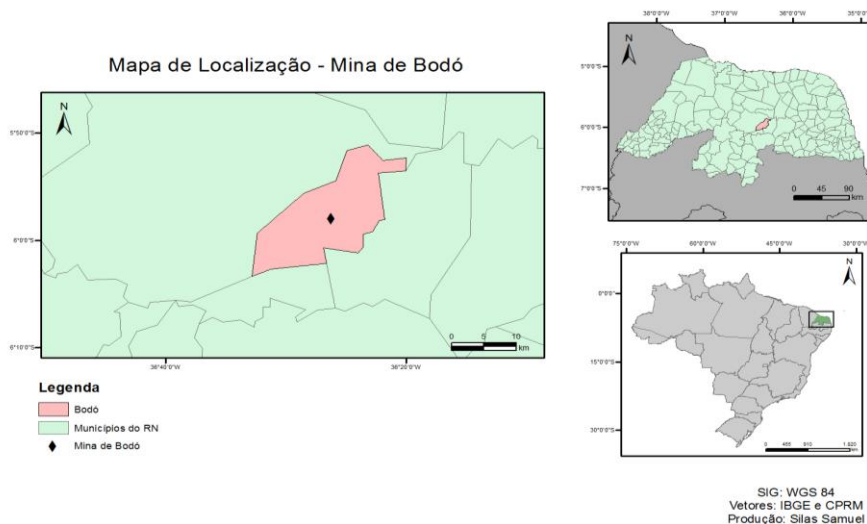 Mapa de Localização - Mina de Bodó
N
5°50'0"S
6°0'0"S
6°10'0"S
36°40'0"W
36°20'0"W
0 5 10
km
Legenda
Bodó
Municípios do RN
Mina de Bodó
38°0'0"W 37°0'0"W 36°0'0"W 35°0'0"W
N
5°0'0"S
6°0'0"S
7°0'0"S
0 45 90
km
75°0'0"W 60°0'0"W 45°0'0"W 30°0'0"W
N
0°0'0"
15°0'0"S
30°0'0"S
0 455 910
km
SIG: WGS 84
Vetores: IBGE e CPRM
Produção: Silas Samuel